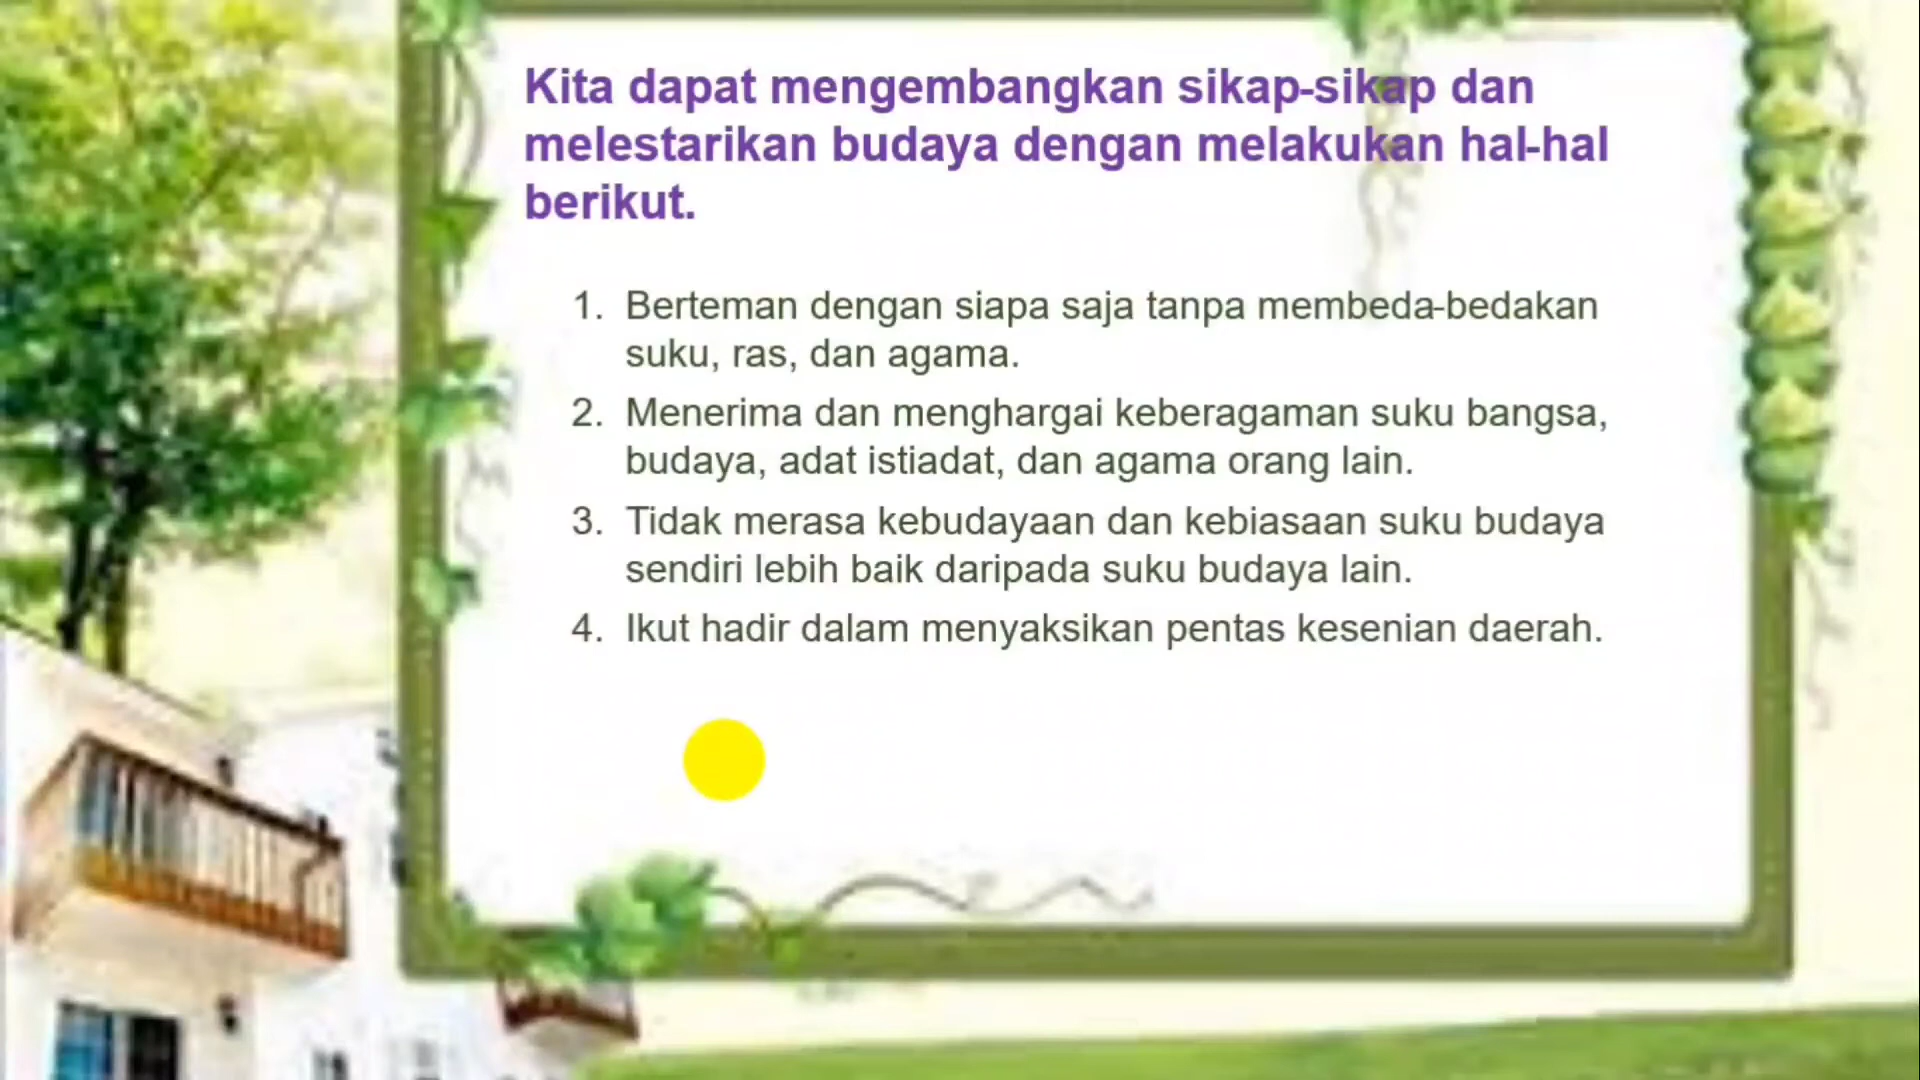 Kita dapat mengembangkan sikap-sikap dan
melestarikan budaya dengan melakukan hal-hal
berikut.
1. Berteman dengan siapa saja tanpa membeda-bedakan
suku, ras, dan agama.
2. Menerima dan menghargai keberagaman suku bangsa,
budaya, adat istiadat, dan agama orang lain.
3. Tidak merasa kebudayaan dan kebiasaan suku budaya
sendiri lebih baik daripada suku budaya lain.
4. Ikut hadir dalam menyaksikan pentas kesenian daerah.